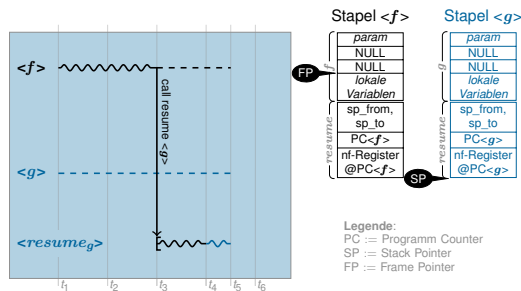 Stapel <f>
Stapel <g>
<f>
call resume <g>
<g>
<resume_g>
t1 t2 t3 t4 t5 t6
FP
f
param
NULL
NULL
lokale
Variablen
resume
sp_from,
sp_to
PC<f>
nf-Register
@PC<f>
SP
g
param
NULL
NULL
lokale
Variablen
resume
sp_from,
sp_to
PC<g>
nf-Register
@PC<g>
Legende:
PC := Programm Counter
SP := Stack Pointer
FP := Frame Pointer